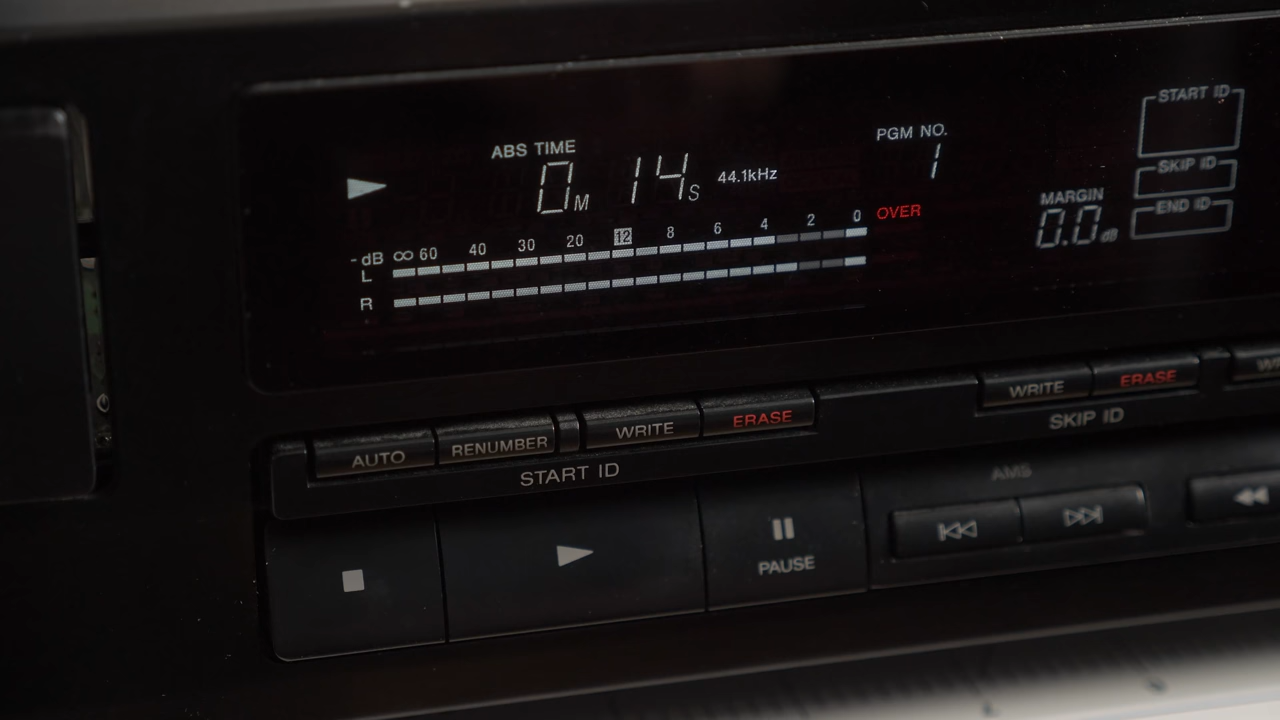 START ID
PGM NO.
ABS TIME
0M 14S 44.1kHz
1
SKIP ID
MARGIN
END ID
0.0 dB
OVER
- dB ∞ 60 40 30 20 12 8 6 4 2 0
L
R
AUTO RENUMBER WRITE ERASE
START ID
WRITE ERASE
SKIP ID
AMS
PAUSE